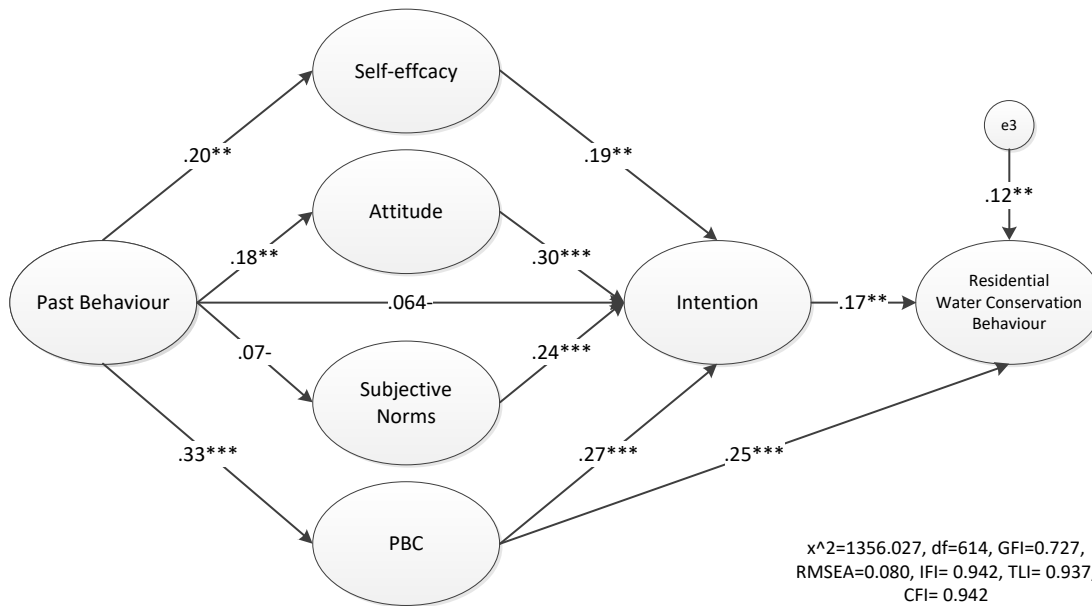 Self-effcacy
e3
.20**
.19**
.12**
Attitude
.18**
.30***
Past Behaviour
.064-
Intention
.17**
Residential
Water Conservation
Behaviour
.07-
.24***
Subjective
Norms
.33***
.27***
.25***
PBC
x^2=1356.027, df=614, GFI=0.727,
RMSEA=0.080, IFI= 0.942, TLI= 0.937,
CFI= 0.942